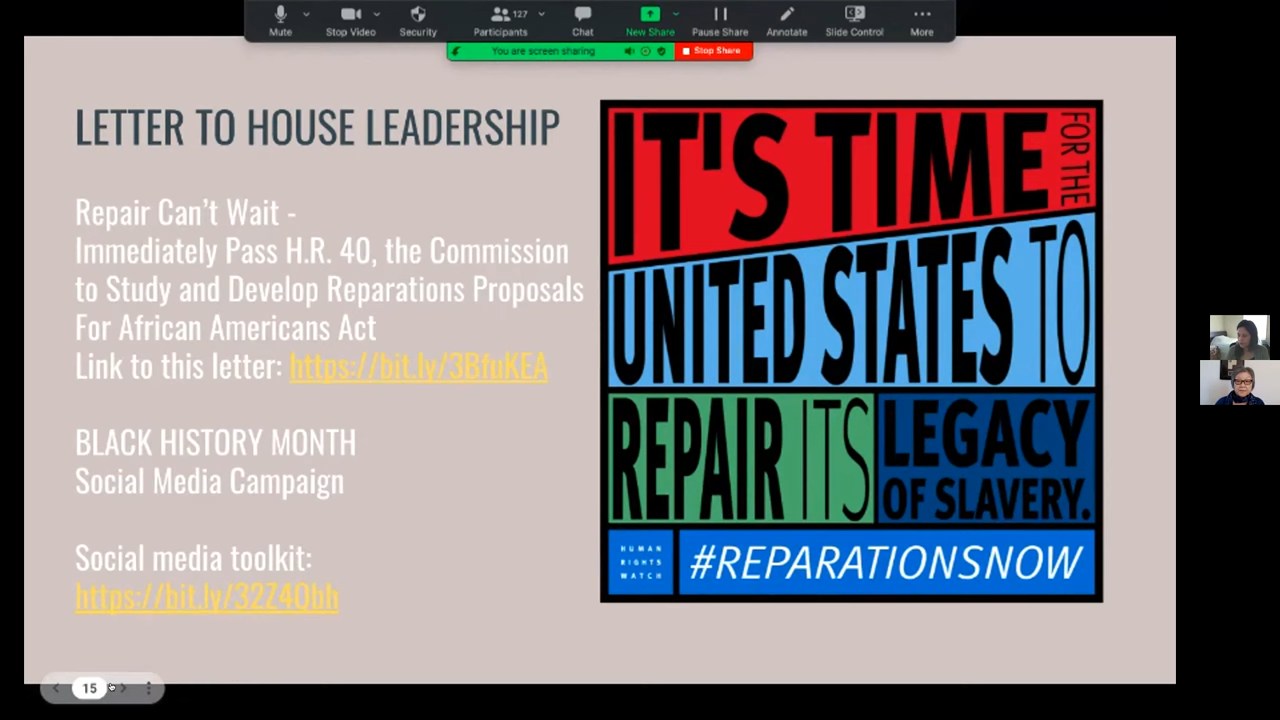 Mute
Stop Video
Security
Participants
127
Chat
New Share
Pause Share
Annotate
Slide Control
More
You are screen sharing
Stop Share
LETTER TO HOUSE LEADERSHIP
Repair Can't Wait -
Immediately Pass H.R. 40, the Commission
to Study and Develop Reparations Proposals
For African Americans Act
Link to this letter: https://bit.ly/3BfuKEA
BLACK HISTORY MONTH
Social Media Campaign
Social media toolkit:
https://bit.ly/32Z4Obh
IT'S TIME FOR THE
UNITED STATES TO
REPAIR ITS
LEGACY
OF SLAVERY.
HUMAN
RIGHTS
WATCH
#REPARATIONSNOW
15